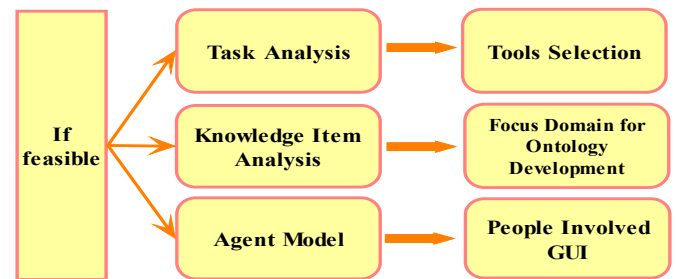 If
feasible
Task Analysis
Tools Selection
Knowledge Item
Analysis
Focus Domain for
Ontology
Development
Agent Model
People Involved
GUI